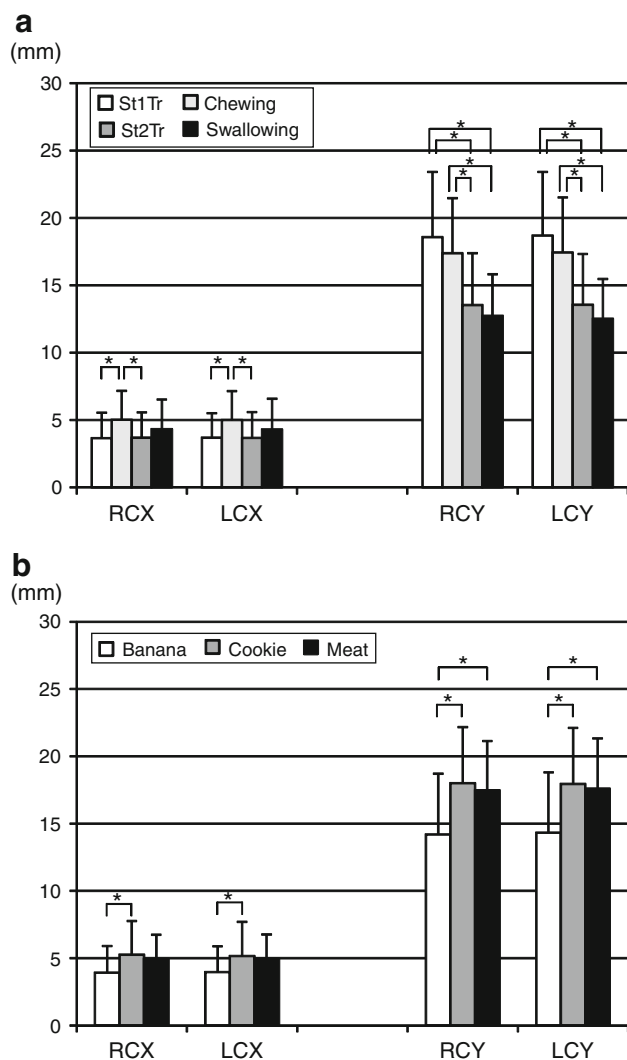 a
(mm)
30
St1Tr Chewing
St2Tr Swallowing
* *
* *
25
* *
* *
20
15
10
* * * *
5
0
RCX LCX RCY LCY
b
(mm)
30
Banana Cookie Meat
* *
25
* *
20
15
10
* *
5
0
RCX LCX RCY LCY